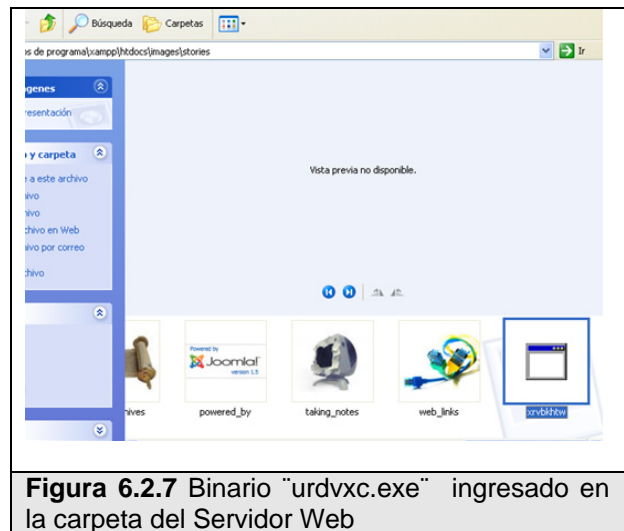 Búsqueda Carpetas
os de programa\xampp\htdocs\images\stories Ir
genes
resentación
o y carpeta
e a este archivo
ivo
ivo
chivo en Web
ivo por correo
chivo
Vista previa no disponible.
Powered by
Joomla!
version 1.5
hives powered_by taking_notes web_links xrvbkhtw
Figura 6.2.7 Binario ¨urdvxc.exe¨ ingresado en
la carpeta del Servidor Web